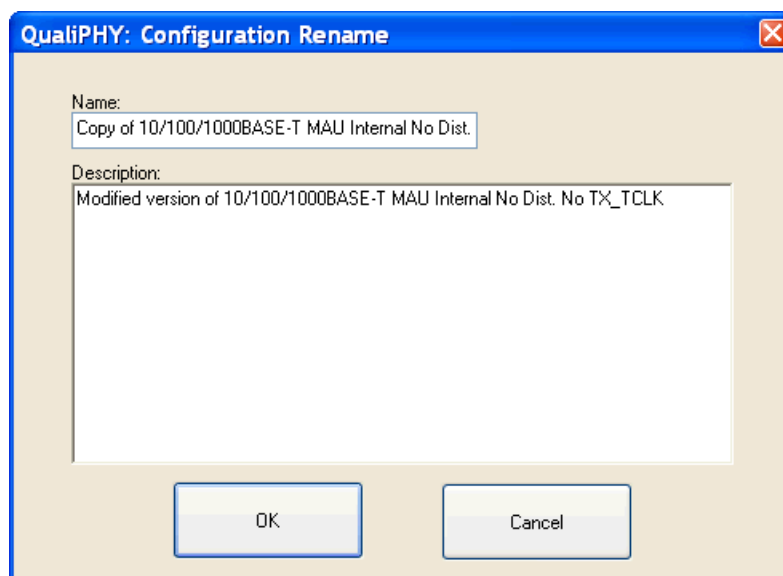 QualiPHY: Configuration Rename
Name:
Copy of 10/100/1000BASE-T MAU Internal No Dist.
Description:
Modified version of 10/100/1000BASE-T MAU Internal No Dist. No TX_TCLK
OK
Cancel